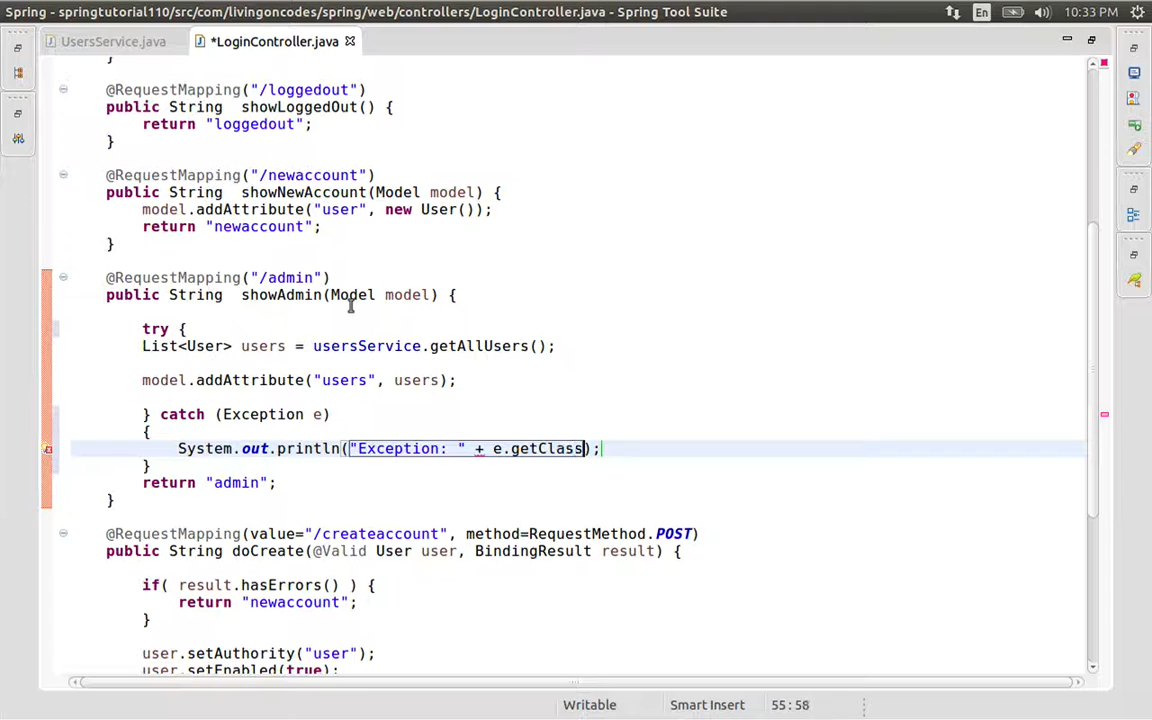 Spring - springtutorial110/src/com/livingoncodes/spring/web/controllers/LoginController.java - Spring Tool Suite
En
10:33 PM
UsersService.java
*LoginController.java
}
@RequestMapping("/loggedout")
public String showLoggedOut() {
return "loggedout";
}
@RequestMapping("/newaccount")
public String showNewAccount(Model model) {
model.addAttribute("user", new User());
return "newaccount";
}
@RequestMapping("/admin")
public String showAdmin(Model model) {
try {
List<User> users = usersService.getAllUsers();
model.addAttribute("users", users);
} catch (Exception e)
{
System.out.println("Exception: " + e.getClass);
}
return "admin";
}
@RequestMapping(value="/createaccount", method=RequestMethod.POST)
public String doCreate(@Valid User user, BindingResult result) {
if( result.hasErrors() ) {
return "newaccount";
}
user.setAuthority("user");
user.setEnabled(true);
Writable
Smart Insert
55 : 58